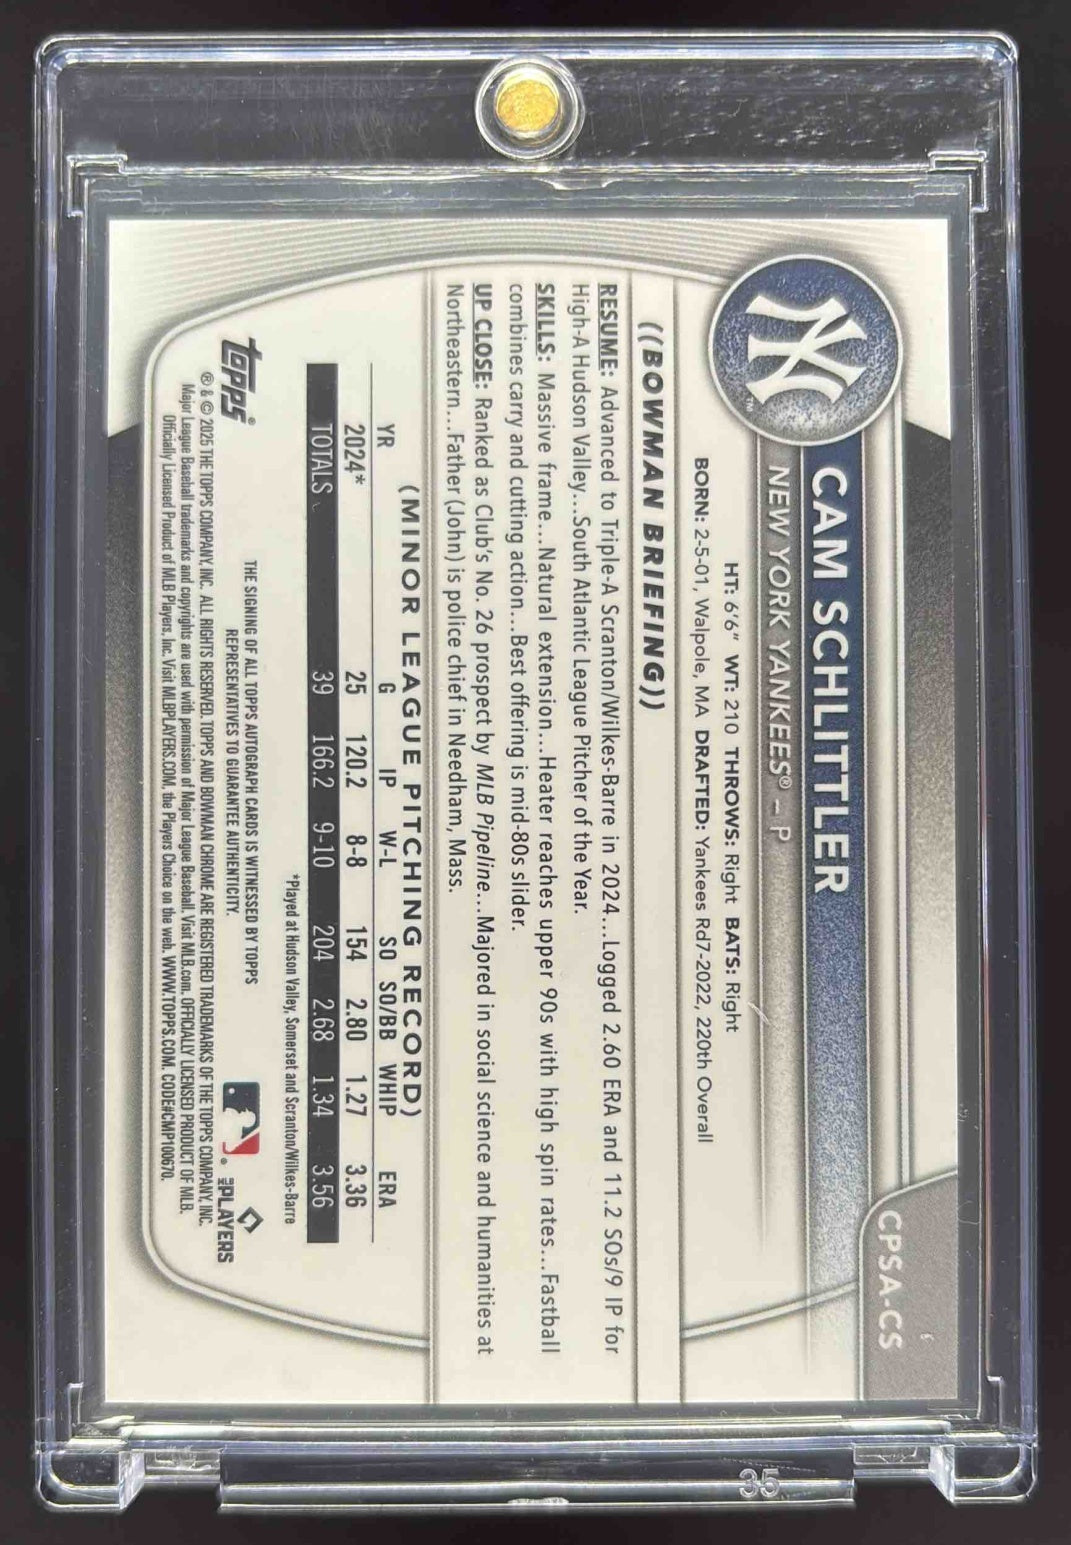 CPSA-CS
NY
CAM SCHLITTLER
NEW YORK YANKEES® – P
HT: 6'6" WT: 210 THROWS: Right BATS: Right
BORN: 2-5-01, Walpole, MA DRAFTED: Yankees Rd7-2022, 220th Overall
((BOWMAN BRIEFING))
RESUME: Advanced to Triple-A Scranton/Wilkes-Barre in 2024...Logged 2.60 ERA and 11.2 SOs/9 IP for
High-A Hudson Valley...South Atlantic League Pitcher of the Year.
SKILLS: Massive frame...Natural extension...Heater reaches upper 90s with high spin rates...Fastball
combines carry and cutting action...Best offering is mid-80s slider.
UP CLOSE: Ranked as Club's No. 26 prospect by MLB Pipeline...Majored in social science and humanities at
Northeastern...Father (John) is police chief in Needham, Mass.
(MINOR LEAGUE PITCHING RECORD)
YR G IP W-L SO SO/BB WHIP ERA
2024* 25 120.2 8-8 154 2.80 1.27 3.36
TOTALS 39 166.2 9-10 204 2.68 1.34 3.56
*Played at Hudson Valley, Somerset and Scranton/Wilkes-Barre
topps®
THE SIGNING OF ALL TOPPS AUTOGRAPH CARDS IS WITNESSED BY TOPPS
REPRESENTATIVES TO GUARANTEE AUTHENTICITY.
MLB PLAYERS
® & © 2025 THE TOPPS COMPANY, INC. ALL RIGHTS RESERVED. TOPPS AND BOWMAN CHROME ARE REGISTERED TRADEMARKS OF THE TOPPS COMPANY, INC.
Major League Baseball trademarks and copyrights are used with permission of Major League Baseball. Visit MLB.com. OFFICIALLY LICENSED PRODUCT OF MLB.
Officially Licensed Product of MLB Players, Inc. Visit MLBPLAYERS.COM, the Players Choice on the web. WWW.TOPPS.COM. CODE#CMP100670.
35